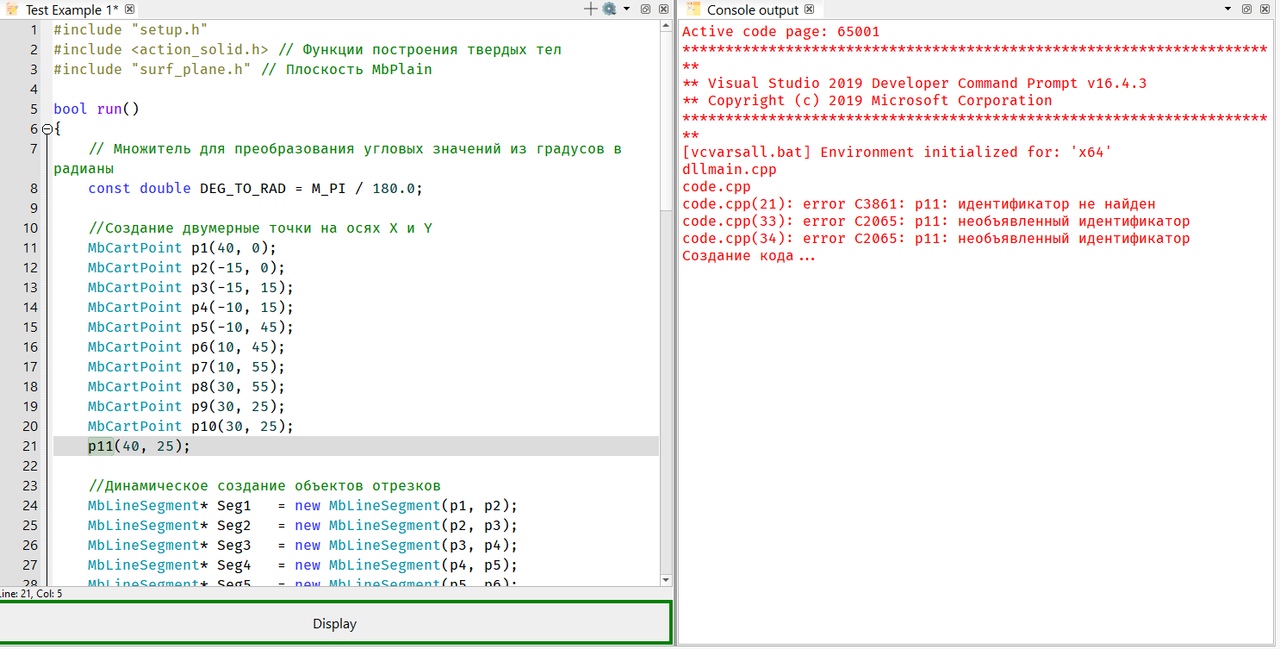 Test Example 1*
1 #include "setup.h"
2 #include <action_solid.h> // Функции построения твердых тел
3 #include "surf_plane.h" // Плоскость MbPlain
4
5 bool run()
6 {
7 // Множитель для преобразования угловых значений из градусов в
радианы
8 const double DEG_TO_RAD = M_PI / 180.0;
9
10 //Создание двумерные точки на осях X и Y
11 MbCartPoint p1(40, 0);
12 MbCartPoint p2(-15, 0);
13 MbCartPoint p3(-15, 15);
14 MbCartPoint p4(-10, 15);
15 MbCartPoint p5(-10, 45);
16 MbCartPoint p6(10, 45);
17 MbCartPoint p7(10, 55);
18 MbCartPoint p8(30, 55);
19 MbCartPoint p9(30, 25);
20 MbCartPoint p10(30, 25);
21 p11(40, 25);
22
23 //Динамическое создание объектов отрезков
24 MbLineSegment* Seg1 = new MbLineSegment(p1, p2);
25 MbLineSegment* Seg2 = new MbLineSegment(p2, p3);
26 MbLineSegment* Seg3 = new MbLineSegment(p3, p4);
27 MbLineSegment* Seg4 = new MbLineSegment(p4, p5);
28 MbLineSegment* Seg5 = new MbLineSegment(p5, p6);
Line: 21, Col: 5
Display
Console output
Active code page: 65001
********************************************************************
**
** Visual Studio 2019 Developer Command Prompt v16.4.3
** Copyright (c) 2019 Microsoft Corporation
********************************************************************
**
[vcvarsall.bat] Environment initialized for: 'x64'
dllmain.cpp
code.cpp
code.cpp(21): error C3861: p11: идентификатор не найден
code.cpp(33): error C2065: p11: необъявленный идентификатор
code.cpp(34): error C2065: p11: необъявленный идентификатор
Создание кода...